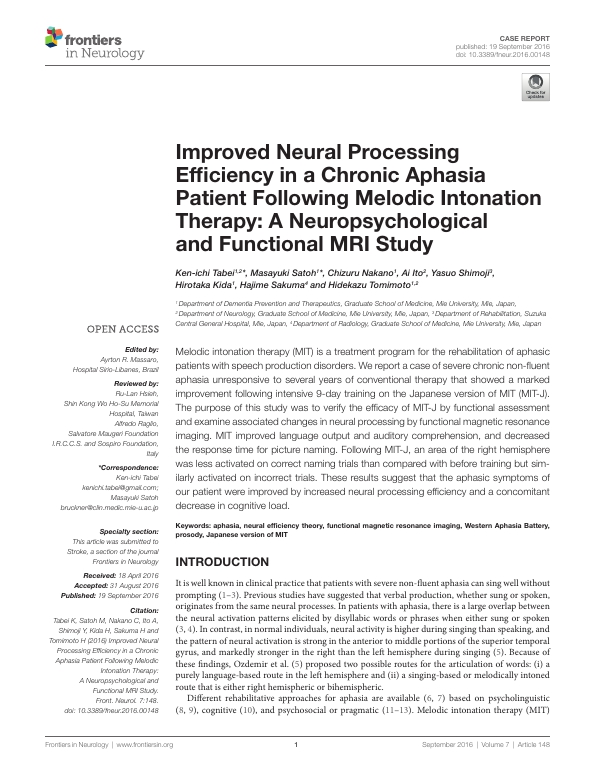 frontiers
in Neurology
CASE REPORT
published: 19 September 2016
doi: 10.3389/fneur.2016.00148
Check for
updates
Improved Neural Processing
Efficiency in a Chronic Aphasia
Patient Following Melodic Intonation
Therapy: A Neuropsychological
and Functional MRI Study
Ken-ichi Tabei1,2*, Masayuki Satoh1*, Chizuru Nakano1, Ai Ito2, Yasuo Shimoji3,
Hirotaka Kida1, Hajime Sakuma4 and Hidekazu Tomimoto1,2
1 Department of Dementia Prevention and Therapeutics, Graduate School of Medicine, Mie University, Mie, Japan,
2 Department of Neurology, Graduate School of Medicine, Mie University, Mie, Japan, 3 Department of Rehabilitation, Suzuka
Central General Hospital, Mie, Japan, 4 Department of Radiology, Graduate School of Medicine, Mie University, Mie, Japan
OPEN ACCESS
Edited by:
Ayrton R. Massaro,
Hospital Sírio-Libanes, Brazil
Reviewed by:
Ru-Lan Hsieh,
Shin Kong Wo Ho-Su Memorial
Hospital, Taiwan
Alfredo Raglio,
Salvatore Maugeri Foundation
I.R.C.C.S. and Sospiro Foundation,
Italy
*Correspondence:
Ken-ichi Tabei
kenichi.tabei@gmail.com;
Masayuki Satoh
bruckner@clin.medic.mie-u.ac.jp
Specialty section:
This article was submitted to
Stroke, a section of the journal
Frontiers in Neurology
Received: 18 April 2016
Accepted: 31 August 2016
Published: 19 September 2016
Citation:
Tabei K, Satoh M, Nakano C, Ito A,
Shimoji Y, Kida H, Sakuma H and
Tomimoto H (2016) Improved Neural
Processing Efficiency in a Chronic
Aphasia Patient Following Melodic
Intonation Therapy:
A Neuropsychological and
Functional MRI Study.
Front. Neurol. 7:148.
doi: 10.3389/fneur.2016.00148
Melodic intonation therapy (MIT) is a treatment program for the rehabilitation of aphasic
patients with speech production disorders. We report a case of severe chronic non-fluent
aphasia unresponsive to several years of conventional therapy that showed a marked
improvement following intensive 9-day training on the Japanese version of MIT (MIT-J).
The purpose of this study was to verify the efficacy of MIT-J by functional assessment
and examine associated changes in neural processing by functional magnetic resonance
imaging. MIT improved language output and auditory comprehension, and decreased
the response time for picture naming. Following MIT-J, an area of the right hemisphere
was less activated on correct naming trials than compared with before training but sim-
ilarly activated on incorrect trials. These results suggest that the aphasic symptoms of
our patient were improved by increased neural processing efficiency and a concomitant
decrease in cognitive load.
Keywords: aphasia, neural efficiency theory, functional magnetic resonance imaging, Western Aphasia Battery,
prosody, Japanese version of MIT
INTRODUCTION
It is well known in clinical practice that patients with severe non-fluent aphasia can sing well without
prompting (1–3). Previous studies have suggested that verbal production, whether sung or spoken,
originates from the same neural processes. In patients with aphasia, there is a large overlap between
the neural activation patterns elicited by disyllabic words or phrases when either sung or spoken
(3, 4). In contrast, in normal individuals, neural activity is higher during singing than speaking, and
the pattern of neural activation is strong in the anterior to middle portions of the superior temporal
gyrus, and markedly stronger in the right than the left hemisphere during singing (5). Because of
these findings, Ozdemir et al. (5) proposed two possible routes for the articulation of words: (i) a
purely language-based route in the left hemisphere and (ii) a singing-based or melodically intoned
route that is either right hemispheric or bihemispheric.
Different rehabilitative approaches for aphasia are available (6, 7) based on psycholinguistic
(8, 9), cognitive (10), and psychosocial or pragmatic (11–13). Melodic intonation therapy (MIT)
Frontiers in Neurology | www.frontiersin.org
1
September 2016 | Volume 7 | Article 148